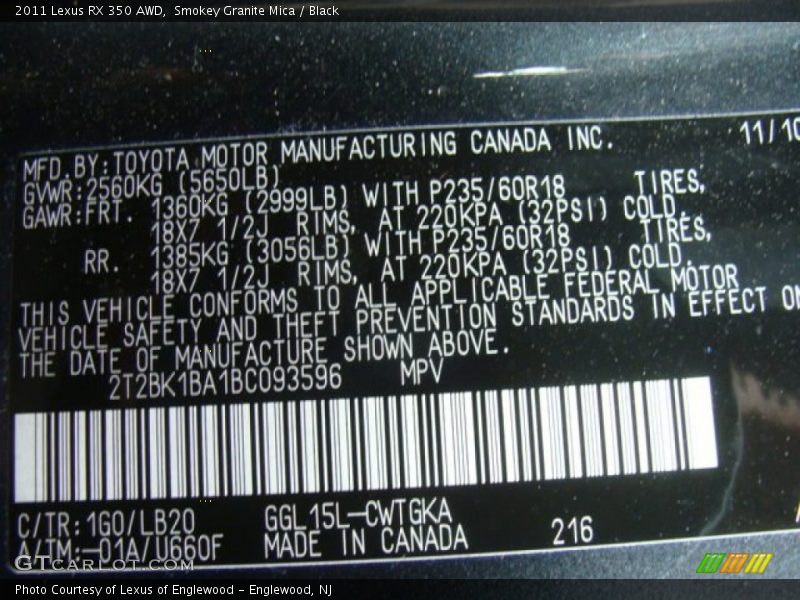 2011 Lexus RX 350 AWD, Smokey Granite Mica / Black
MFD.BY:TOYOTA MOTOR MANUFACTURING CANADA INC. 11/10
GVWR:2560KG (5650LB)
GAWR:FRT. 1360KG (2999LB) WITH P235/60R18 TIRES,
18X7 1/2J RIMS, AT 220KPA (32PSI) COLD.
RR. 1385KG (3056LB) WITH P235/60R18 TIRES,
18X7 1/2J RIMS, AT 220KPA (32PSI) COLD.
THIS VEHICLE CONFORMS TO ALL APPLICABLE FEDERAL MOTOR
VEHICLE SAFETY AND THEFT PREVENTION STANDARDS IN EFFECT ON
THE DATE OF MANUFACTURE SHOWN ABOVE.
2T2BK1BA1BC093596 MPV
C/TR:1G0/LB20 GGL15L-CWTGKA
A/TM:-01A/U660F MADE IN CANADA 216
GTCarLot.com
Photo Courtesy of Lexus of Englewood - Englewood, NJ